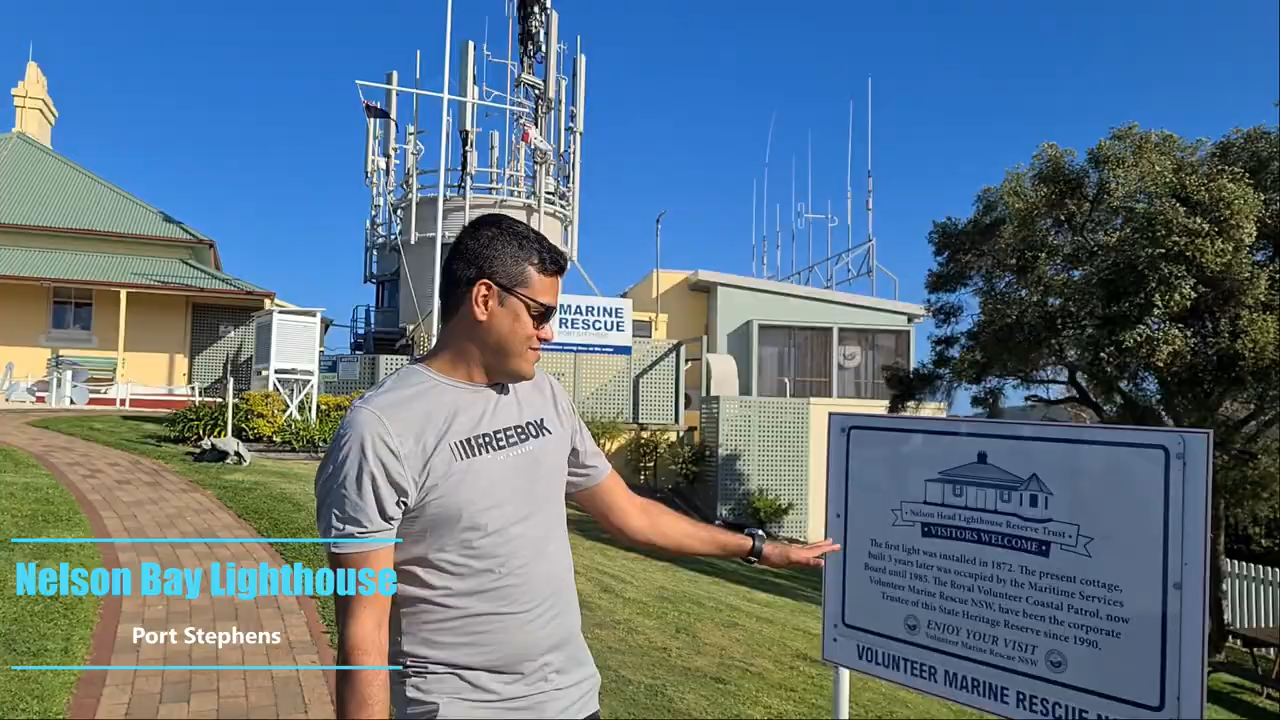 MARINE
RESCUE
PORT STEPHENS
FREEBOK
Nelson Head Lighthouse Reserve Trust
• VISITORS WELCOME •
The first light was installed in 1872. The present cottage,
built 3 years later was occupied by the Maritime Services
Board until 1985. The Royal Volunteer Coastal Patrol, now
Volunteer Marine Rescue NSW, have been the corporate
Trustee of this State Heritage Reserve since 1990.
ENJOY YOUR VISIT
Volunteer Marine Rescue NSW
VOLUNTEER MARINE RESCUE
Nelson Bay Lighthouse
Port Stephens